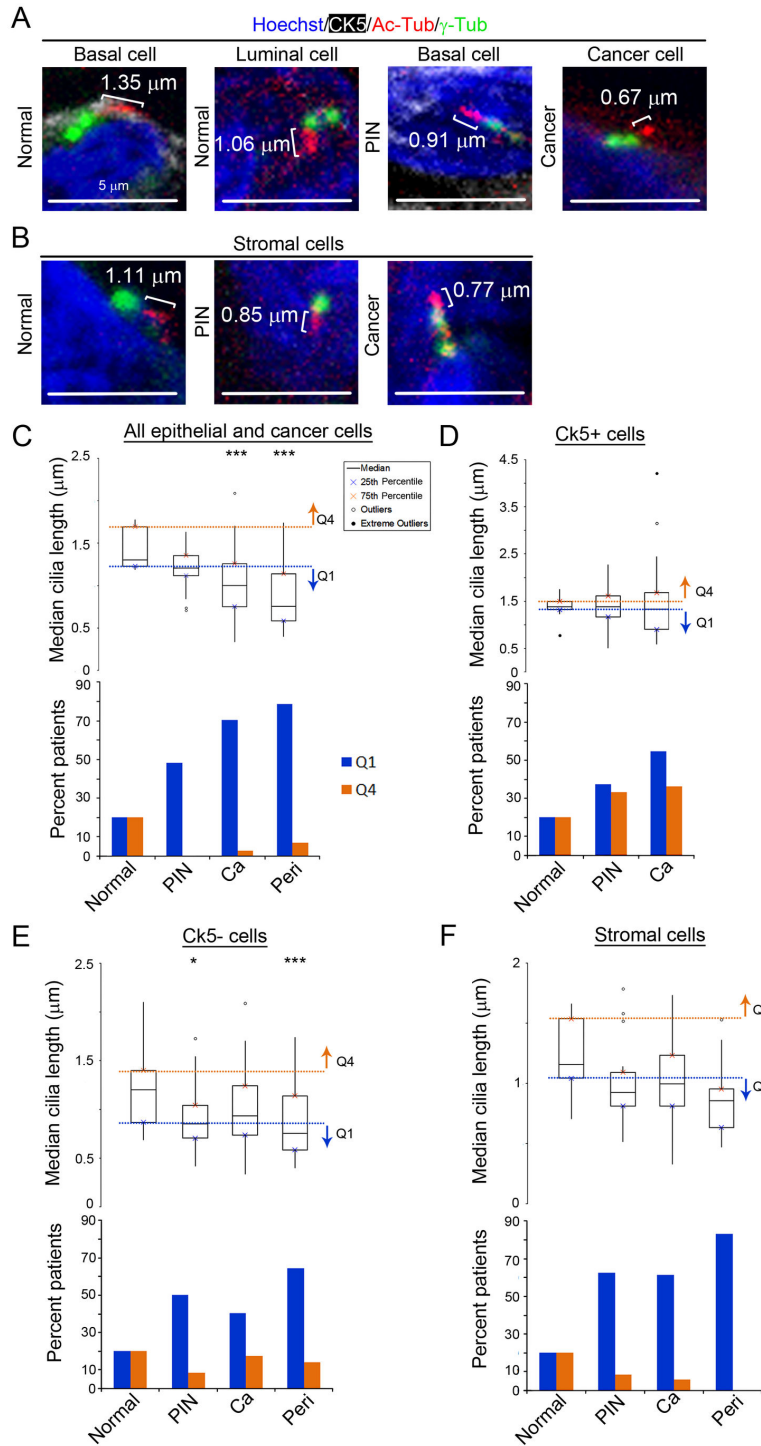 A
Hoechst/CK5/Ac-Tub/γ-Tub
Basal cell
Luminal cell
Basal cell
Cancer cell
Normal
1.35 μm
5 μm
Normal
1.06 μm
PIN
0.91 μm
Cancer
0.67 μm
B
Stromal cells
Normal
1.11 μm
PIN
0.85 μm
Cancer
0.77 μm
C
All epithelial and cancer cells
*** ***
Median cilia length (μm)
2.5
1.5
0.5
0
Median
25th Percentile
75th Percentile
Outliers
Extreme Outliers
Q4
Q1
Percent patients
90
70
50
30
10
0
Normal
PIN
Ca
Peri
Q1
Q4
D
Ck5+ cells
Median cilia length (μm)
4.5
3.5
2.5
1.5
0.5
0
Q4
Q1
Percent patients
90
70
50
30
10
0
Normal
PIN
Ca
E
Ck5- cells
* ***
Median cilia length (μm)
2.5
1.5
0.5
0
Q4
Q1
Percent patients
90
70
50
30
10
0
Normal
PIN
Ca
Peri
F
Stromal cells
Median cilia length (μm)
2
1
0
Q
Q
Percent patients
90
70
50
30
10
0
Normal
PIN
Ca
Peri